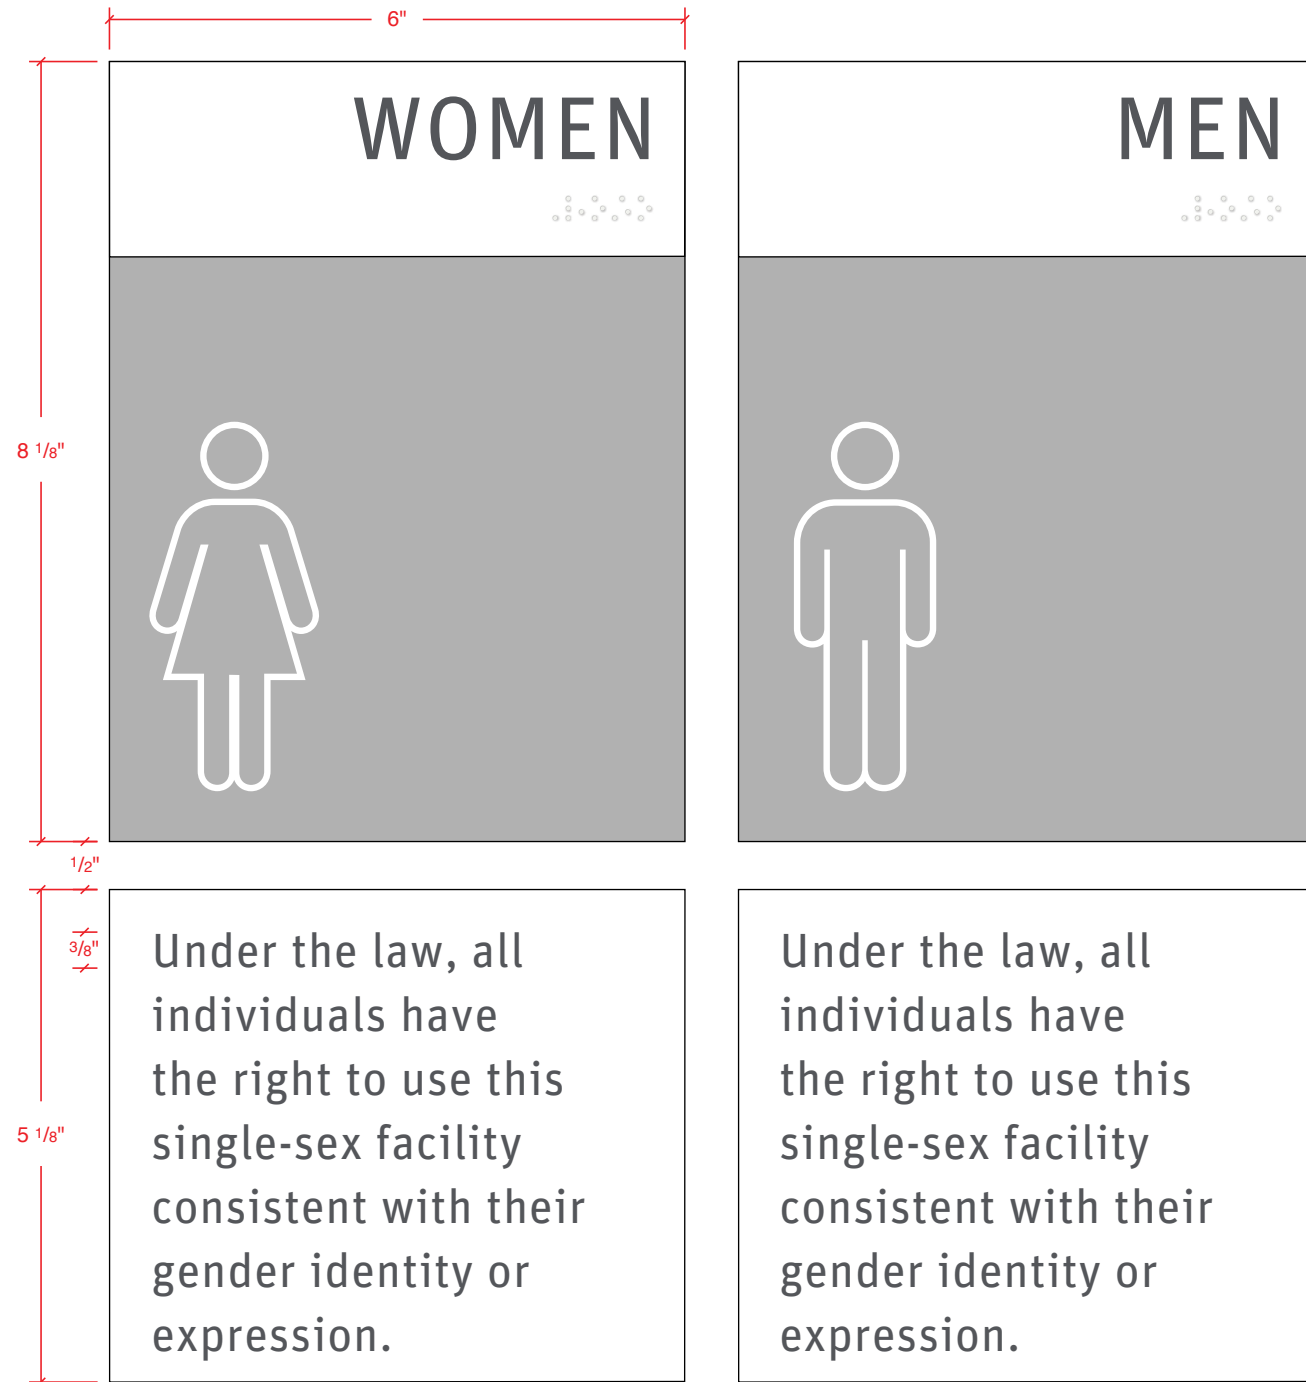 6"
WOMEN
MEN
8 1/8"
1/2"
3/8"
Under the law, all
individuals have
the right to use this
single-sex facility
consistent with their
gender identity or
expression.
5 1/8"
Under the law, all
individuals have
the right to use this
single-sex facility
consistent with their
gender identity or
expression.